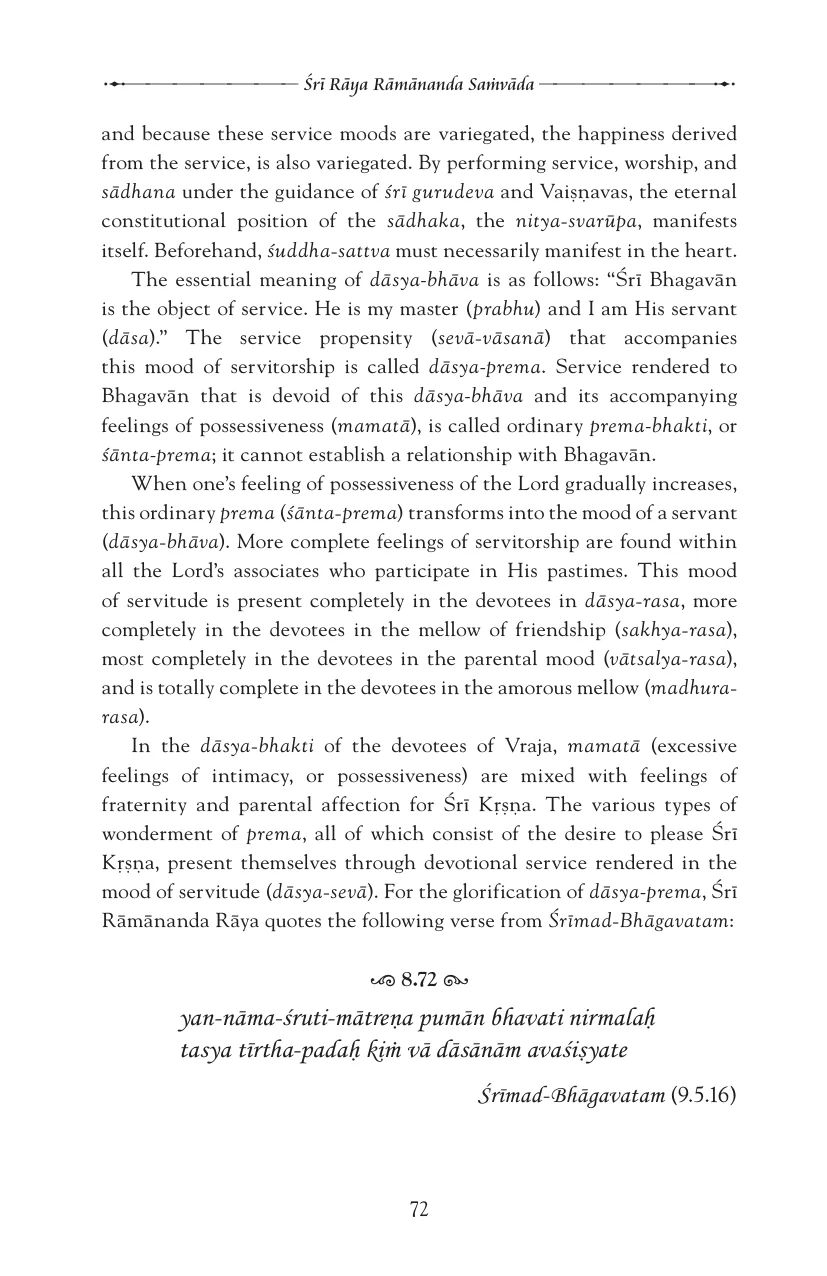 Śrī Rāya Rāmānanda Saṁvāda
and because these service moods are variegated, the happiness derived
from the service, is also variegated. By performing service, worship, and
sādhana under the guidance of śrī gurudeva and Vaiṣṇavas, the eternal
constitutional position of the sādhaka, the nitya-svarūpa, manifests
itself. Beforehand, śuddha-sattva must necessarily manifest in the heart.
The essential meaning of dāsya-bhāva is as follows: “Śrī Bhagavān
is the object of service. He is my master (prabhu) and I am His servant
(dāsa).” The service propensity (sevā-vāsanā) that accompanies
this mood of servitorship is called dāsya-prema. Service rendered to
Bhagavān that is devoid of this dāsya-bhāva and its accompanying
feelings of possessiveness (mamatā), is called ordinary prema-bhakti, or
śānta-prema; it cannot establish a relationship with Bhagavān.
When one’s feeling of possessiveness of the Lord gradually increases,
this ordinary prema (śānta-prema) transforms into the mood of a servant
(dāsya-bhāva). More complete feelings of servitorship are found within
all the Lord’s associates who participate in His pastimes. This mood
of servitude is present completely in the devotees in dāsya-rasa, more
completely in the devotees in the mellow of friendship (sakhya-rasa),
most completely in the devotees in the parental mood (vātsalya-rasa),
and is totally complete in the devotees in the amorous mellow (madhura-
rasa).
In the dāsya-bhakti of the devotees of Vraja, mamatā (excessive
feelings of intimacy, or possessiveness) are mixed with feelings of
fraternity and parental affection for Śrī Kṛṣṇa. The various types of
wonderment of prema, all of which consist of the desire to please Śrī
Kṛṣṇa, present themselves through devotional service rendered in the
mood of servitude (dāsya-sevā). For the glorification of dāsya-prema, Śrī
Rāmānanda Rāya quotes the following verse from Śrīmad-Bhāgavatam:
8.72
yan-nāma-śruti-mātreṇa pumān bhavati nirmalaḥ
tasya tīrtha-padaḥ kiṁ vā dāsānām avaśiṣyate
Śrīmad-Bhāgavatam (9.5.16)
72